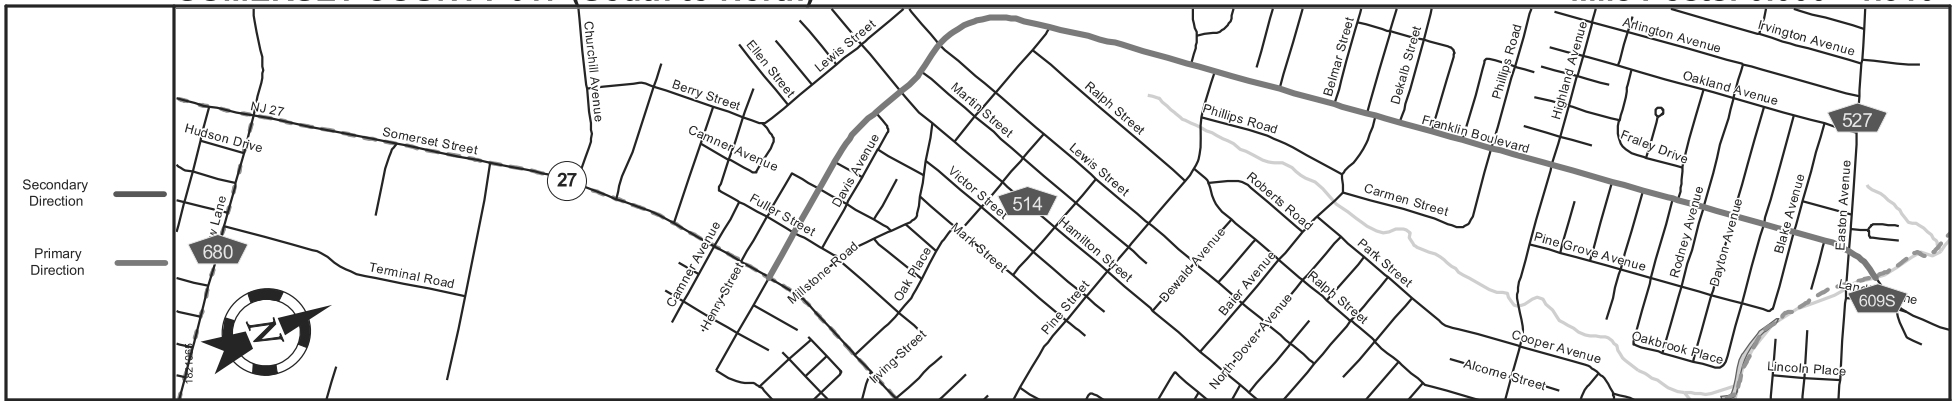 Secondary
Direction
Primary
Direction
NJ 27
Hudson Drive
Somerset Street
27
680
Terminal Road
N
Churchill Avenue
Berry Street
Ellen Street
Lewis Street
Camner Avenue
Fuller Street
Davis Avenue
Camner Avenue
Henry Street
Millstone Road
Oak Place
Irving Street
Martin Street
Victor Street
Mark Street
514
Lewis Street
Hamilton Street
Ralph Street
Pine Street
Phillips Road
Roberts Road
Dewald Avenue
Baier Avenue
North Dover Avenue
Ralph Street
Park Street
Carmen Street
Belmar Street
Dekalb Street
Franklin Boulevard
Phillips Road
Highland Avenue
Arlington Avenue
Irvington Avenue
Oakland Avenue
Fraley Drive
527
Pine Grove Avenue
Rodney Avenue
Dayton Avenue
Blake Avenue
Easton Avenue
609S
Cooper Avenue
Alcome Street
Oakbrook Place
Lincoln Place